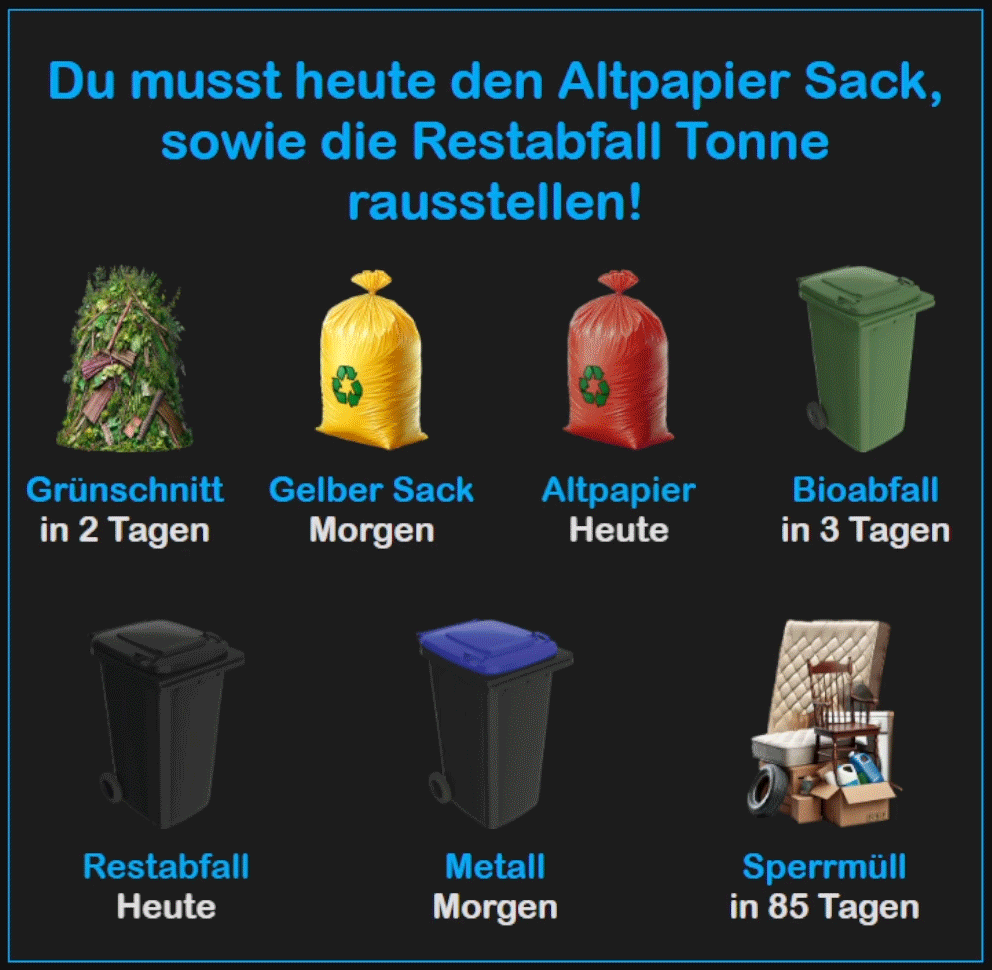 Du musst heute den Altpapier Sack,
sowie die Restabfall Tonne
rausstellen!
Grünschnitt
in 2 Tagen
Gelber Sack
Morgen
Altpapier
Heute
Bioabfall
in 3 Tagen
Restabfall
Heute
Metall
Morgen
Sperrmüll
in 85 Tagen